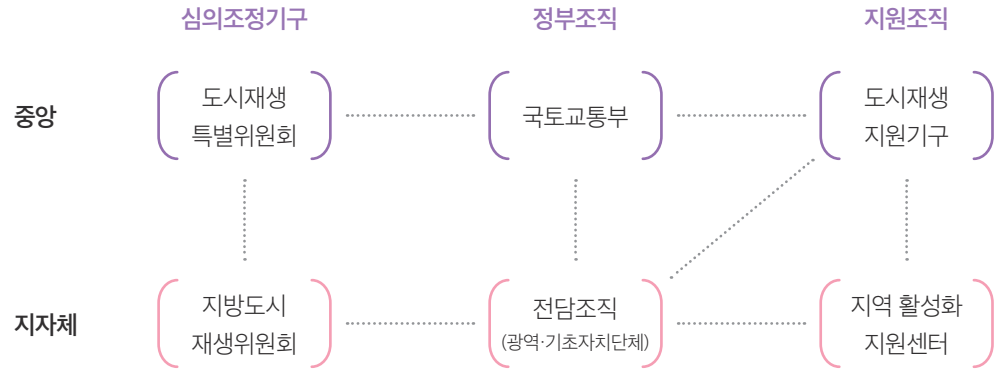 심의조정기구 정부조직 지원조직
중앙
도시재생
특별위원회
국토교통부
도시재생
지원기구
지자체
지방도시
재생위원회
전담조직
(광역·기초자치단체)
지역 활성화
지원센터